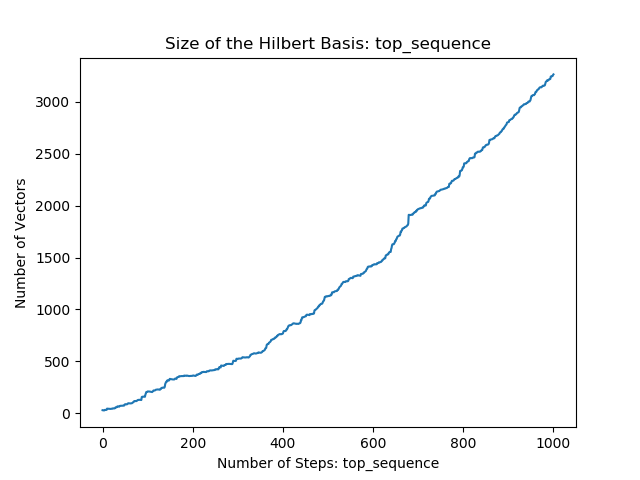 Size of the Hilbert Basis: top_sequence
Number of Vectors
3000
2500
2000
1500
1000
500
0
0 200 400 600 800 1000
Number of Steps: top_sequence